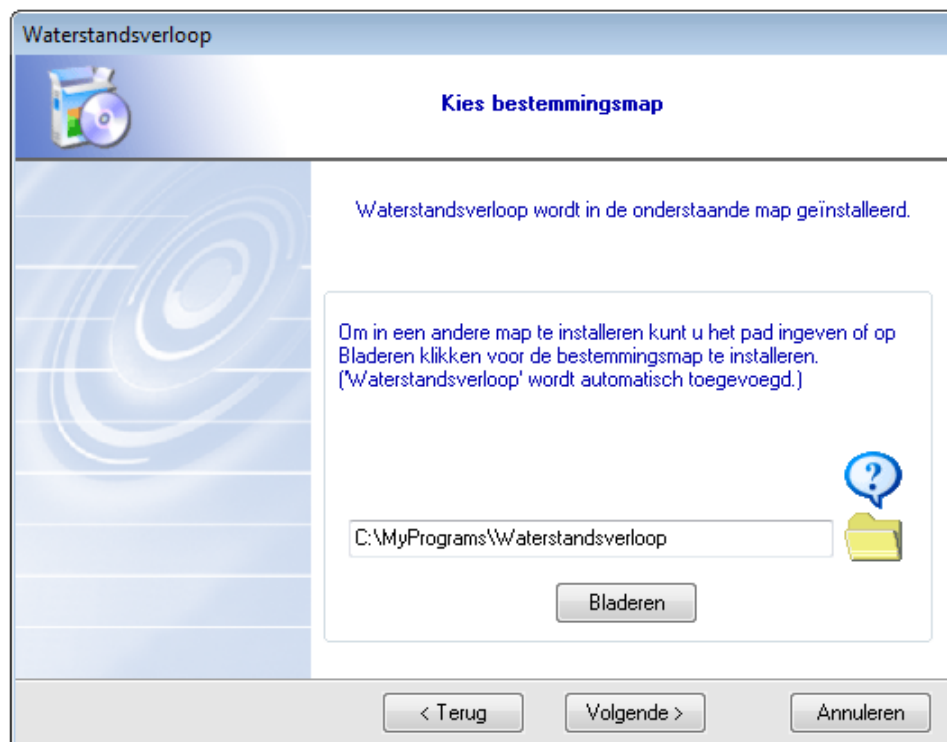 Waterstandsverloop
Kies bestemmingsmap
Waterstandsverloop wordt in de onderstaande map geïnstalleerd.
Om in een andere map te installeren kunt u het pad ingeven of op
Bladeren klikken voor de bestemmingsmap te installeren.
('Waterstandsverloop' wordt automatisch toegevoegd.)
?
C:\MyPrograms\Waterstandsverloop
Bladeren
< Terug
Volgende >
Annuleren